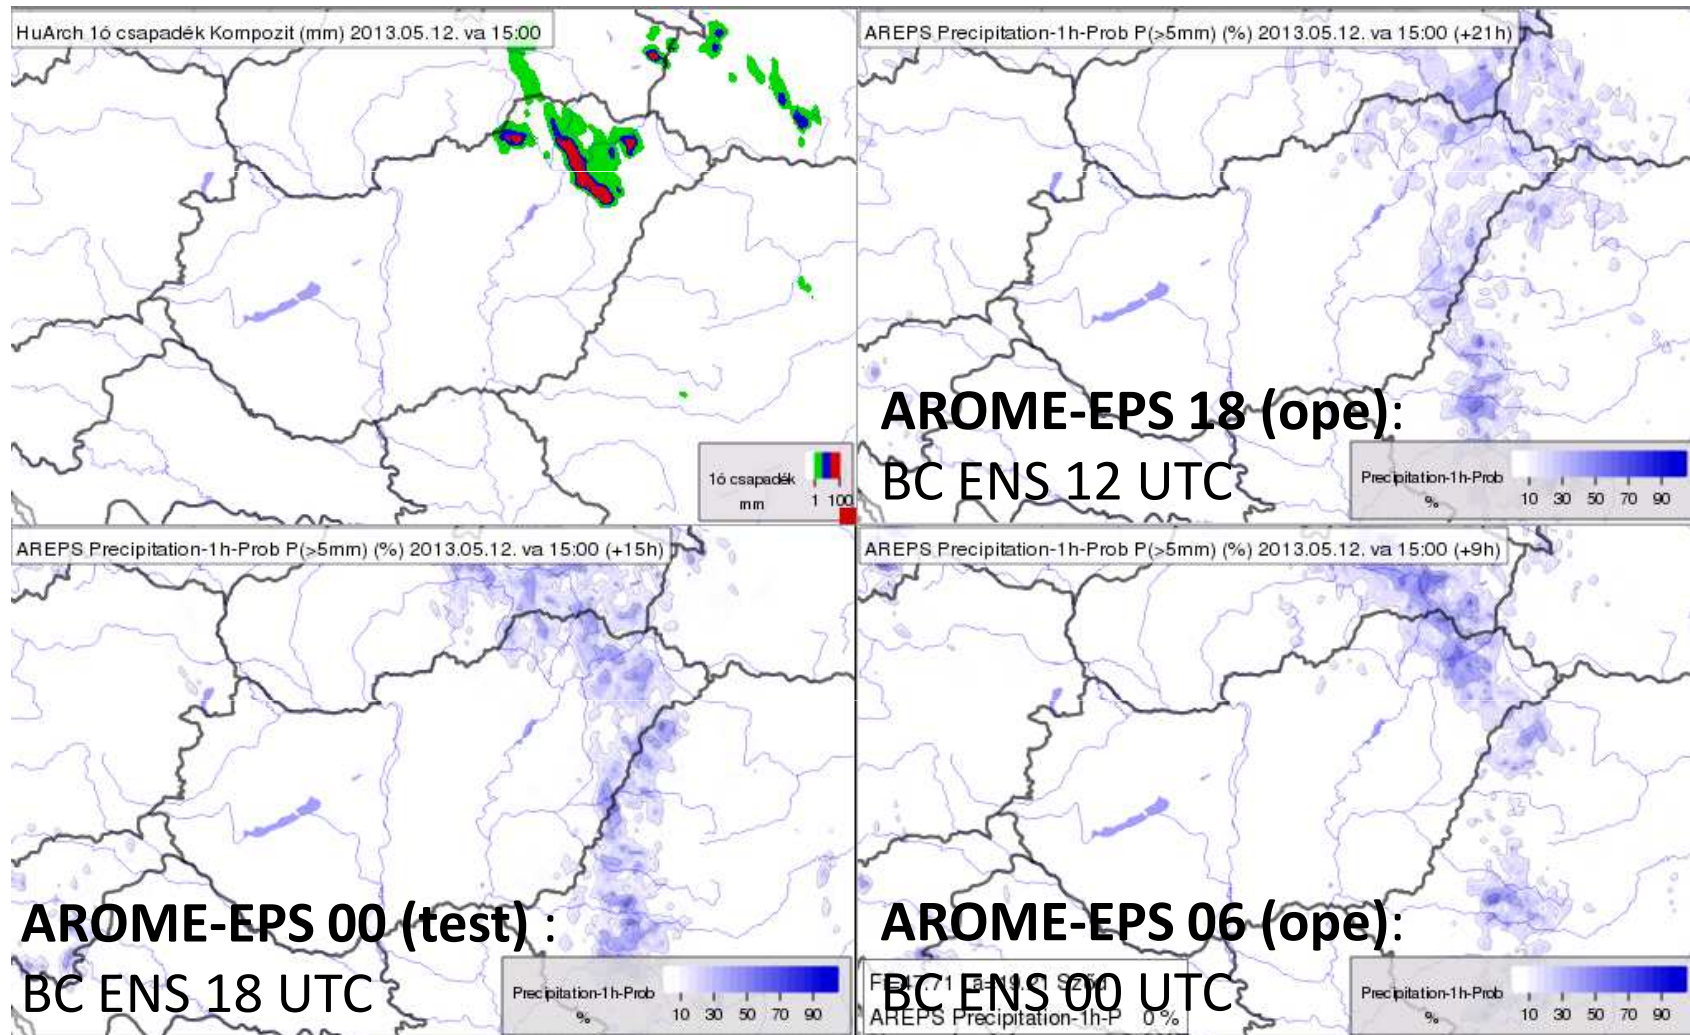 HuArch 1ó csapadék Kompozit (mm) 2013.05.12. va 15:00
1ó csapadék
mm
1 100
AREPS Precipitation-1h-Prob P(>5mm) (%) 2013.05.12. va 15:00 (+21h)
AROME-EPS 18 (ope):
BC ENS 12 UTC
Precipitation-1h-Prob
%
10 30 50 70 90
AREPS Precipitation-1h-Prob P(>5mm) (%) 2013.05.12. va 15:00 (+15h)
AROME-EPS 00 (test) :
BC ENS 18 UTC
Precipitation-1h-Prob
%
10 30 50 70 90
AREPS Precipitation-1h-Prob P(>5mm) (%) 2013.05.12. va 15:00 (+9h)
AROME-EPS 06 (ope):
BC ENS 00 UTC
AREPS Precipitation-1h-P 0 %
Precipitation-1h-Prob
%
10 30 50 70 90